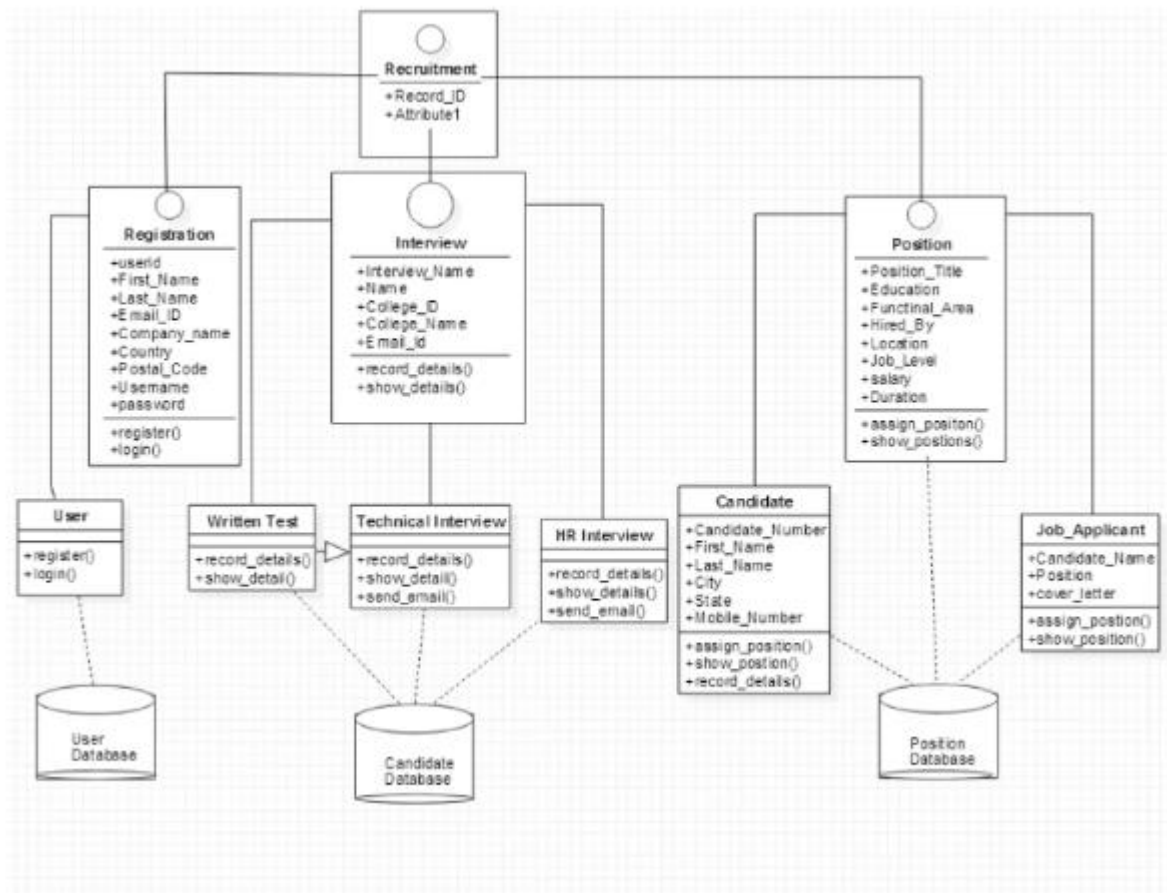 Recruitment
+Record_ID
+Attribute1
Registration
+userid
+First_Name
+Last_Name
+Email_ID
+Company_name
+Country
+Postal_Code
+Username
+password
+register()
+login()
Interview
+Interview_Name
+Name
+College_ID
+College_Name
+Email_Id
+record_details()
+show_details()
Position
+Position_Title
+Education
+Functinal_Area
+Hired_By
+Location
+Job_Level
+salary
+Duration
+assign_positon()
+show_postions()
User
+register()
+login()
Written Test
+record_details()
+show_detail()
Technical Interview
+record_details()
+show_detail()
+send_email()
HR Interview
+record_details()
+show_details()
+send_email()
Candidate
+Candidate_Number
+First_Name
+Last_Name
+City
+State
+Mobile_Number
+assign_position()
+show_postion()
+record_details()
Job_Applicant
+Candidate_Name
+Position
+cover_letter
+assign_postion()
+show_position()
User
Database
Candidate
Database
Position
Database